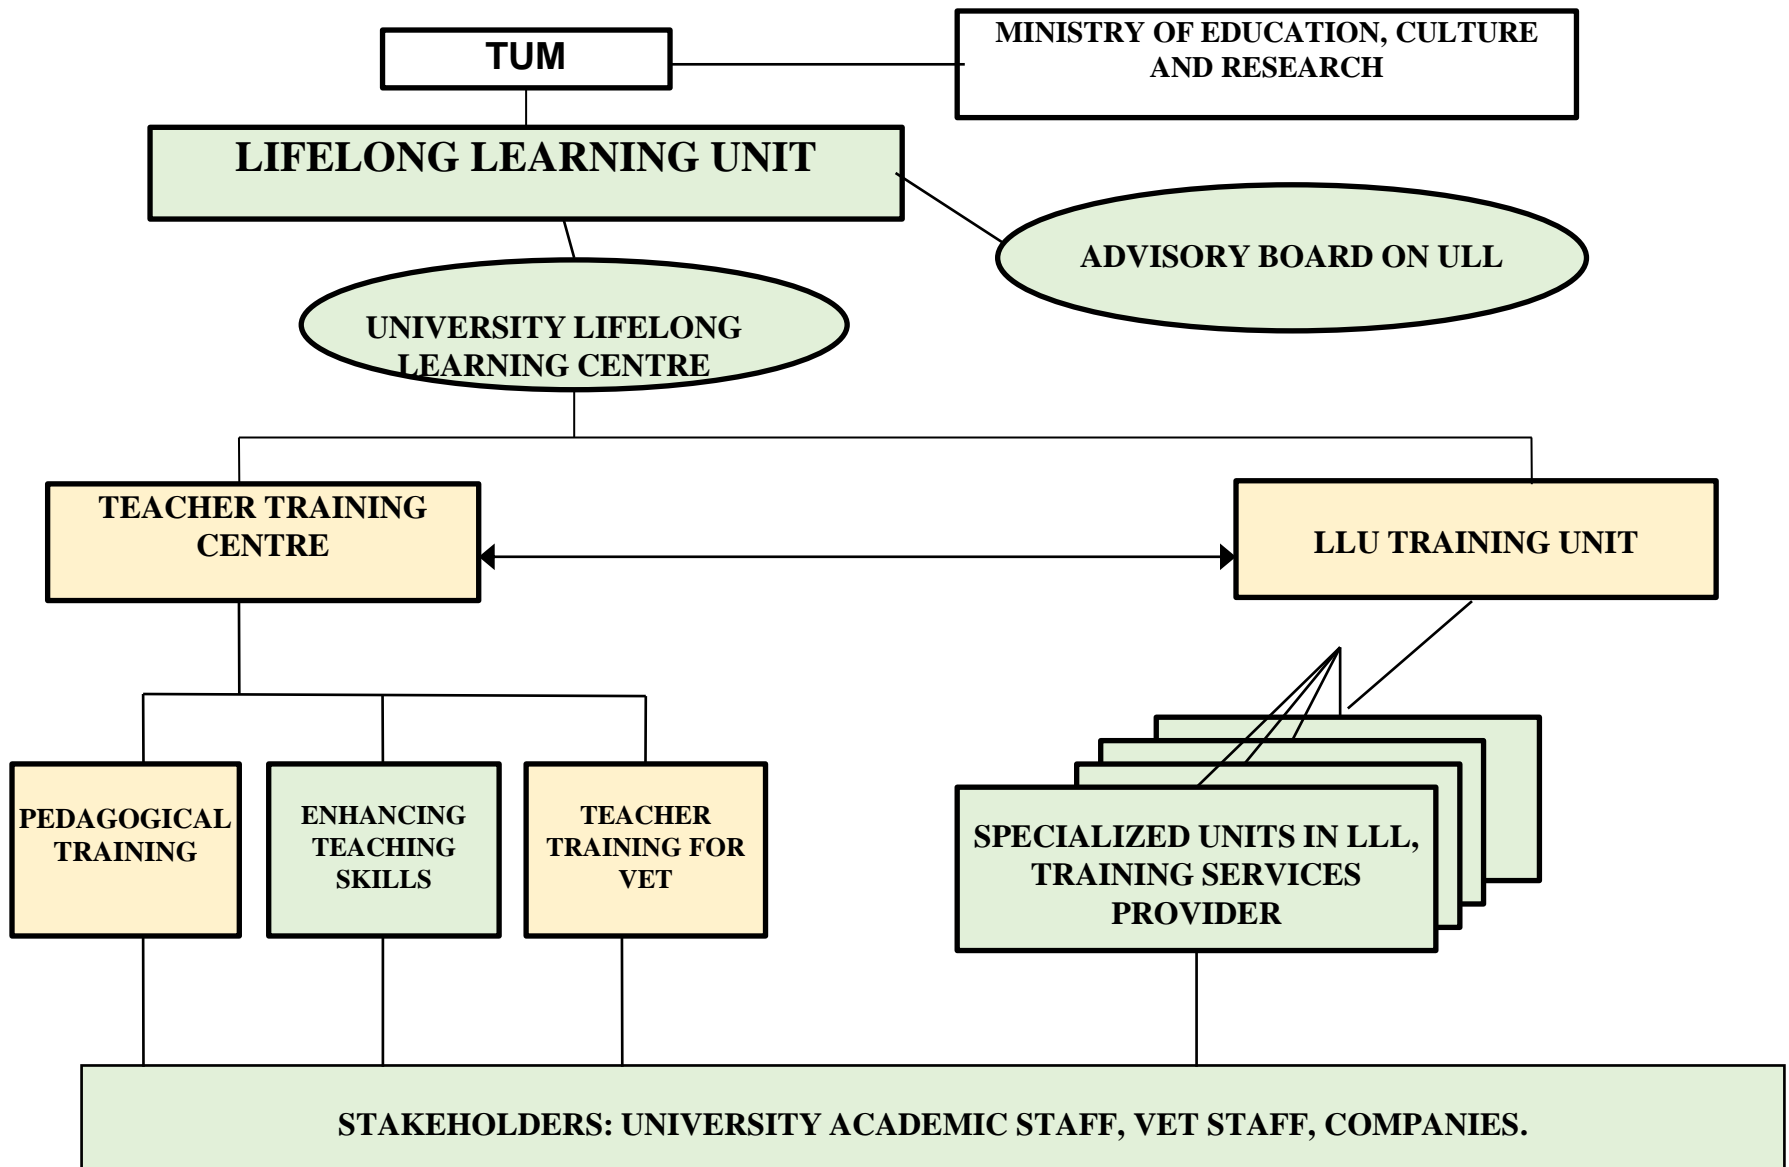 TUM
MINISTRY OF EDUCATION, CULTURE
AND RESEARCH
LIFELONG LEARNING UNIT
ADVISORY BOARD ON ULL
UNIVERSITY LIFELONG
LEARNING CENTRE
TEACHER TRAINING
CENTRE
LLU TRAINING UNIT
PEDAGOGICAL
TRAINING
ENHANCING
TEACHING
SKILLS
TEACHER
TRAINING FOR
VET
SPECIALIZED UNITS IN LLL,
TRAINING SERVICES
PROVIDER
STAKEHOLDERS: UNIVERSITY ACADEMIC STAFF, VET STAFF, COMPANIES.